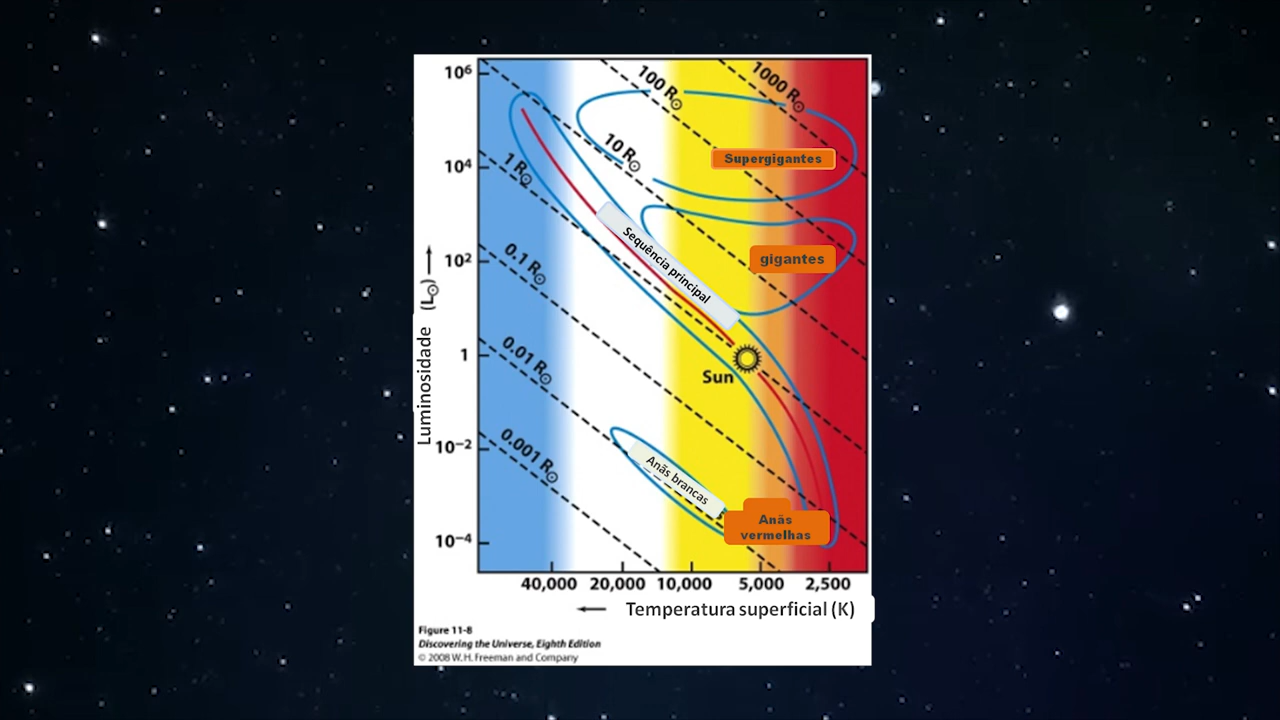 10⁶
10⁴
10²
1
10⁻²
10⁻⁴
Luminosidade (L⊙)
100 R⊙
1000 R⊙
10 R⊙
1 R⊙
0.1 R⊙
0.01 R⊙
0.001 R⊙
Supergigantes
gigantes
Sequência principal
Sun
Anãs brancas
Anãs
vermelhas
40,000 20,000 10,000 5,000 2,500
Temperatura superficial (K)
Figure 11-8
Discovering the Universe, Eighth Edition
© 2008 W. H. Freeman and Company